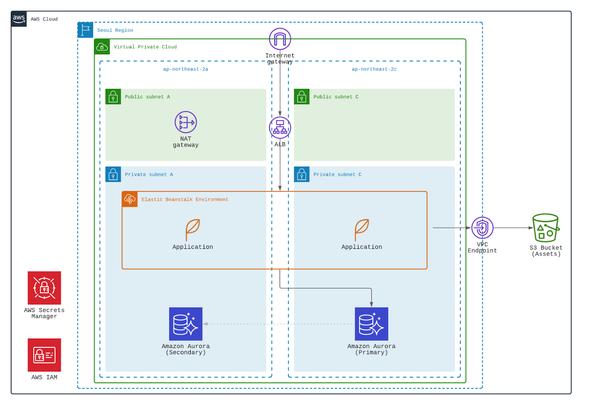 aws
AWS Cloud
Seoul Region
Virtual Private Cloud
Internet
gateway
ap-northeast-2a
ap-northeast-2c
Public subnet A
Public subnet C
NAT
gateway
ALB
Private subnet A
Private subnet C
Elastic Beanstalk Environment
Application
Application
VPC
Endpoint
S3 Bucket
(Assets)
AWS Secrets
Manager
Amazon Aurora
(Secondary)
Amazon Aurora
(Primary)
AWS IAM